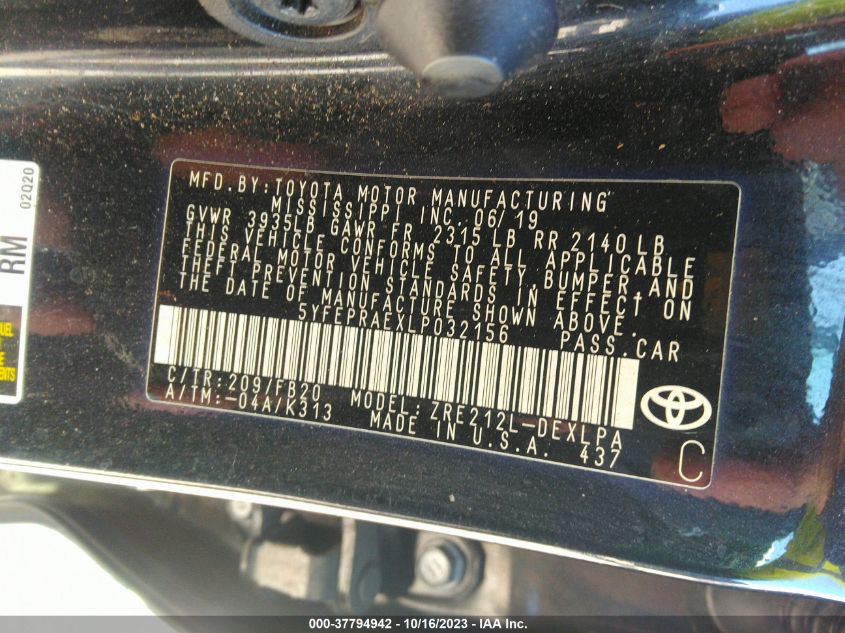 MFD.BY:TOYOTA MOTOR MANUFACTURING
MISSISSIPPI INC. 06/19
GVWR 3935LB GAWR FR 2315 LB RR 2140 LB
THIS VEHICLE CONFORMS TO ALL APPLICABLE
FEDERAL MOTOR VEHICLE SAFETY,BUMPER AND
THEFT PREVENTION STANDARDS IN EFFECT ON
THE DATE OF MANUFACTURE SHOWN ABOVE.
5YFEPRAEXLP032156 PASS.CAR
C/TR:209/FB20 MODEL:ZRE212L-DEXLPA
A/TM:-04A/K313 MADE IN U.S.A. 437
C
02Q20
RM
000-37794942 - 10/16/2023 - IAA Inc.